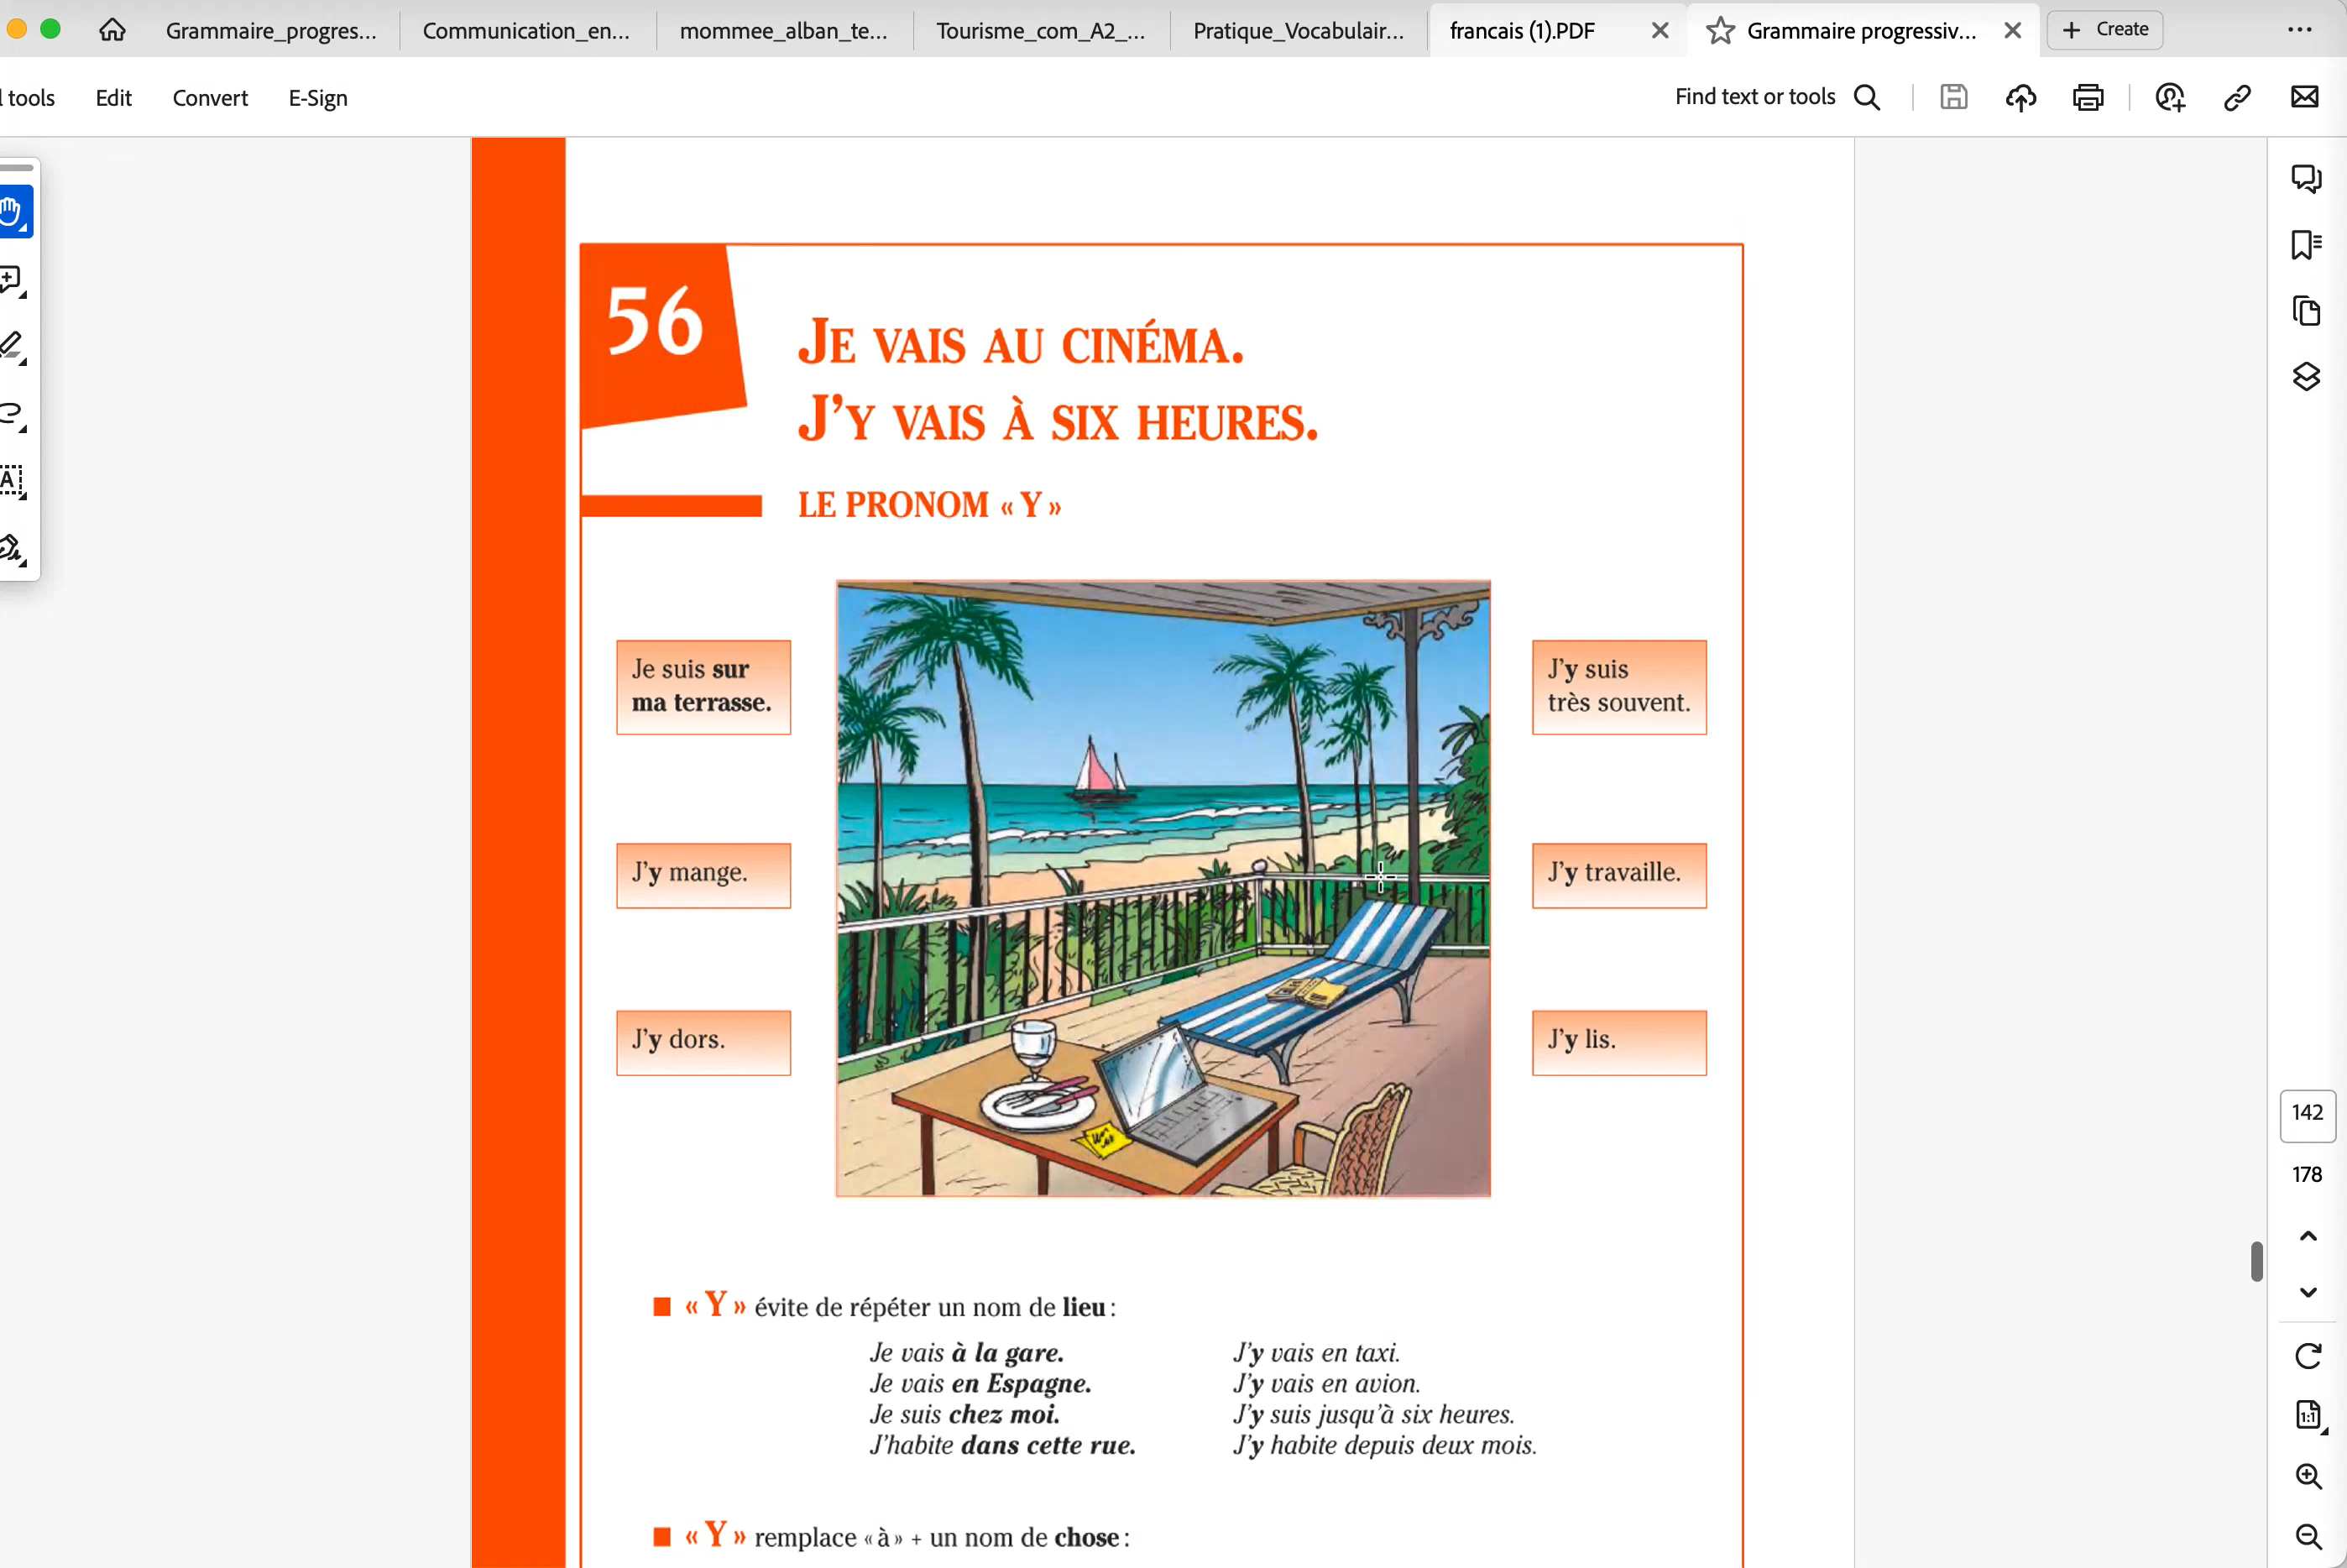 Grammaire_progres...
Communication_en...
mommee_alban_te...
Tourisme_com_A2_...
Pratique_Vocabulair...
francais (1).PDF
Grammaire progressiv...
Create
l tools
Edit
Convert
E-Sign
Find text or tools
56
JE VAIS AU CINÉMA.
J'Y VAIS À SIX HEURES.
LE PRONOM « Y »
Je suis sur
ma terrasse.
J'y suis
très souvent.
J'y mange.
J'y travaille.
J'y dors.
J'y lis.
142
178
« Y » évite de répéter un nom de lieu :
Je vais à la gare. J'y vais en taxi.
Je vais en Espagne. J'y vais en avion.
Je suis chez moi. J'y suis jusqu'à six heures.
J'habite dans cette rue. J'y habite depuis deux mois.
« Y » remplace « à » + un nom de chose :